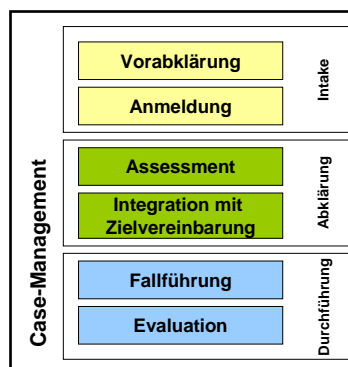 Case-Management
Vorabklärung
Anmeldung
Intake
Assessment
Integration mit
Zielvereinbarung
Abklärung
Fallführung
Evaluation
Durchführung